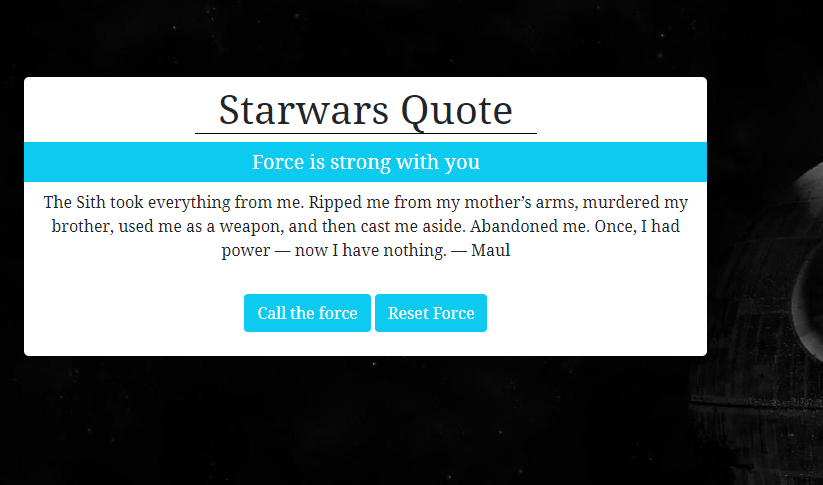 Starwars Quote
Force is strong with you
The Sith took everything from me. Ripped me from my mother’s arms, murdered my
brother, used me as a weapon, and then cast me aside. Abandoned me. Once, I had
power — now I have nothing. — Maul
Call the force
Reset Force